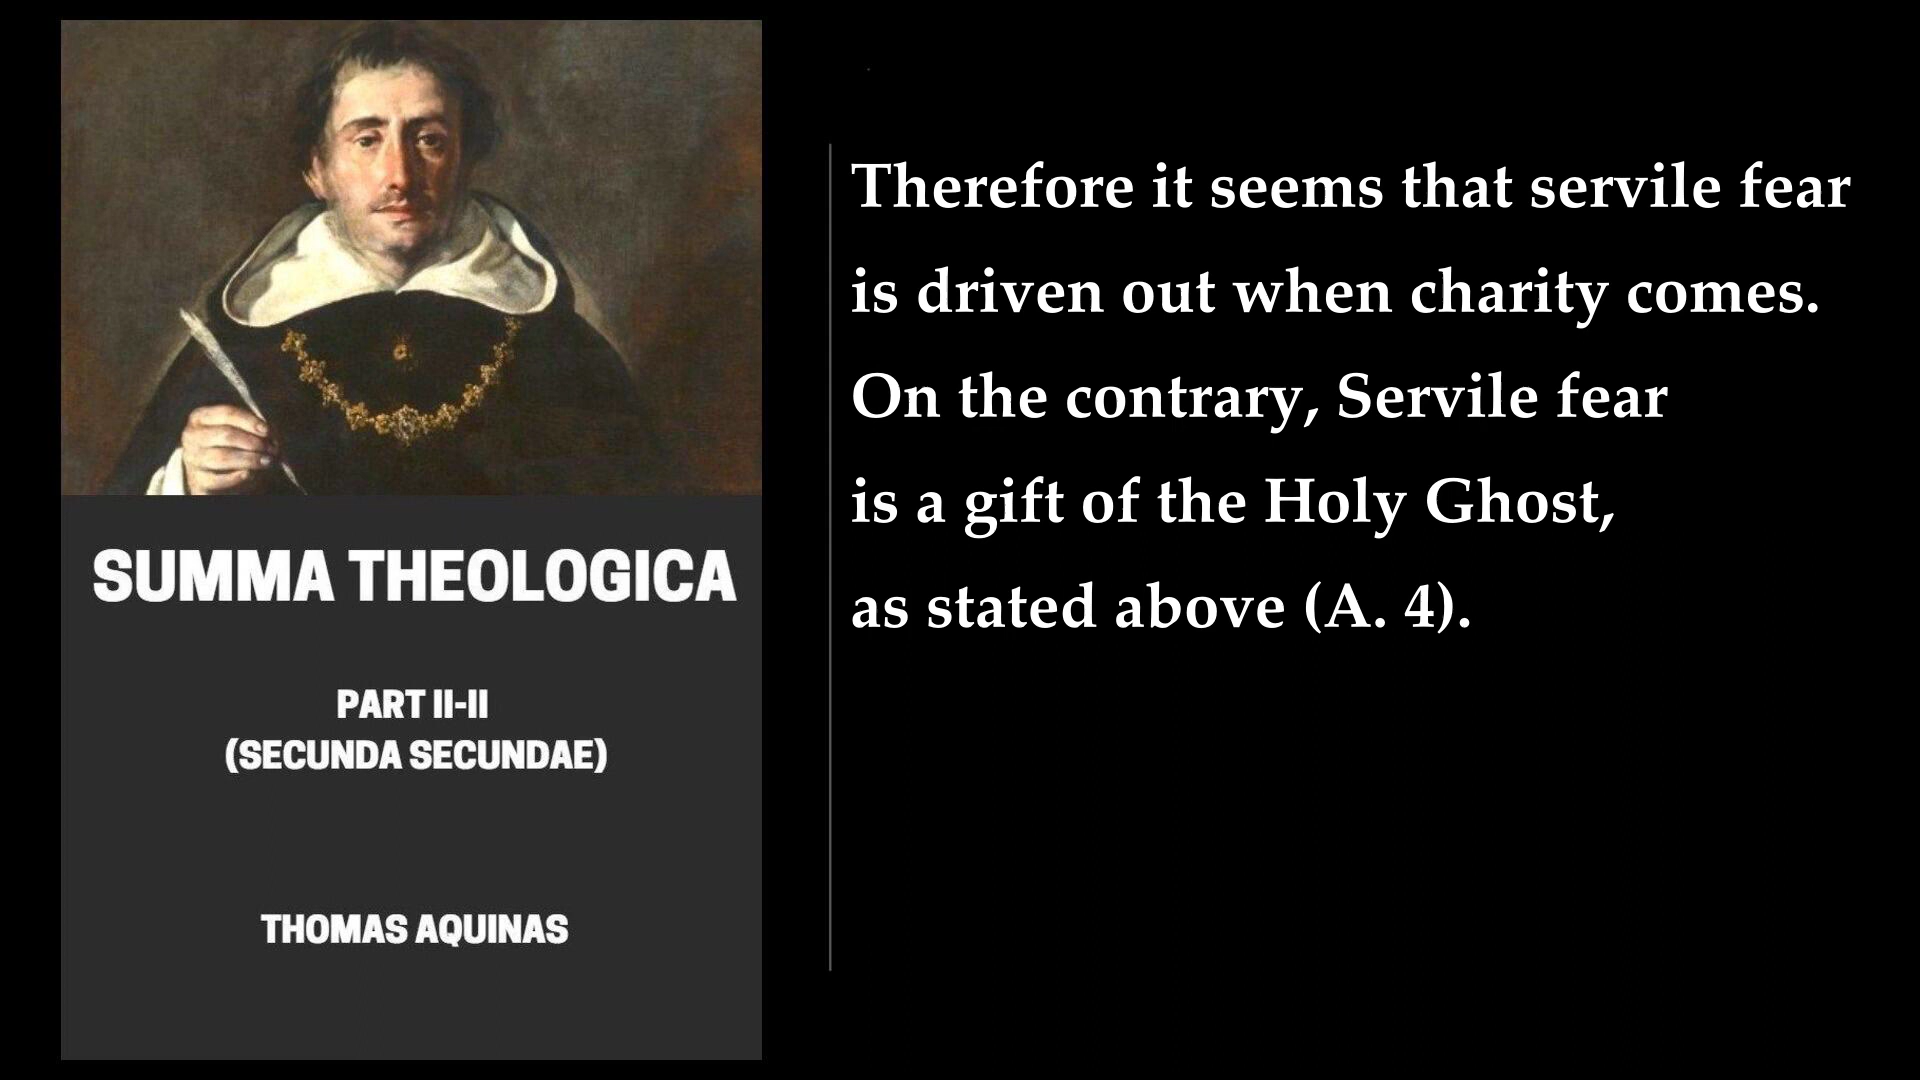 SUMMA THEOLOGICA
PART II-II
(SECUNDA SECUNDAE)
THOMAS AQUINAS
Therefore it seems that servile fear
is driven out when charity comes.
On the contrary, Servile fear
is a gift of the Holy Ghost,
as stated above (A. 4).